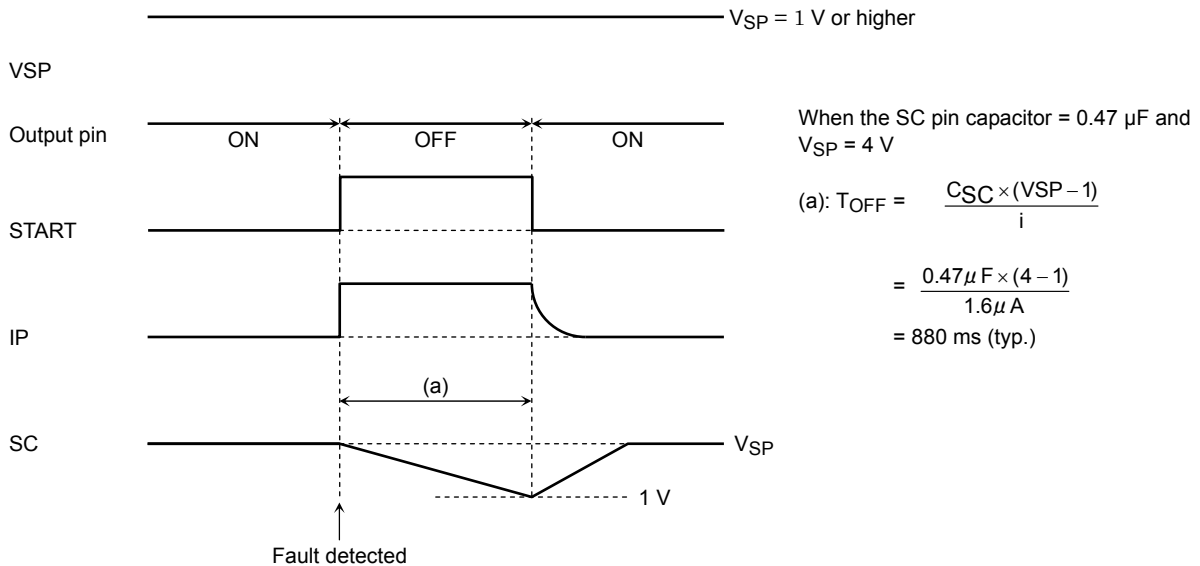 V_SP = 1 V or higher
VSP
Output pin
ON
OFF
ON
START
IP
(a)
SC
V_SP
1 V
Fault detected
When the SC pin capacitor = 0.47 μF and
V_SP = 4 V
(a): T_OFF = C_SC × (VSP − 1) / i
= 0.47μ F × (4 − 1) / 1.6μ A
= 880 ms (typ.)